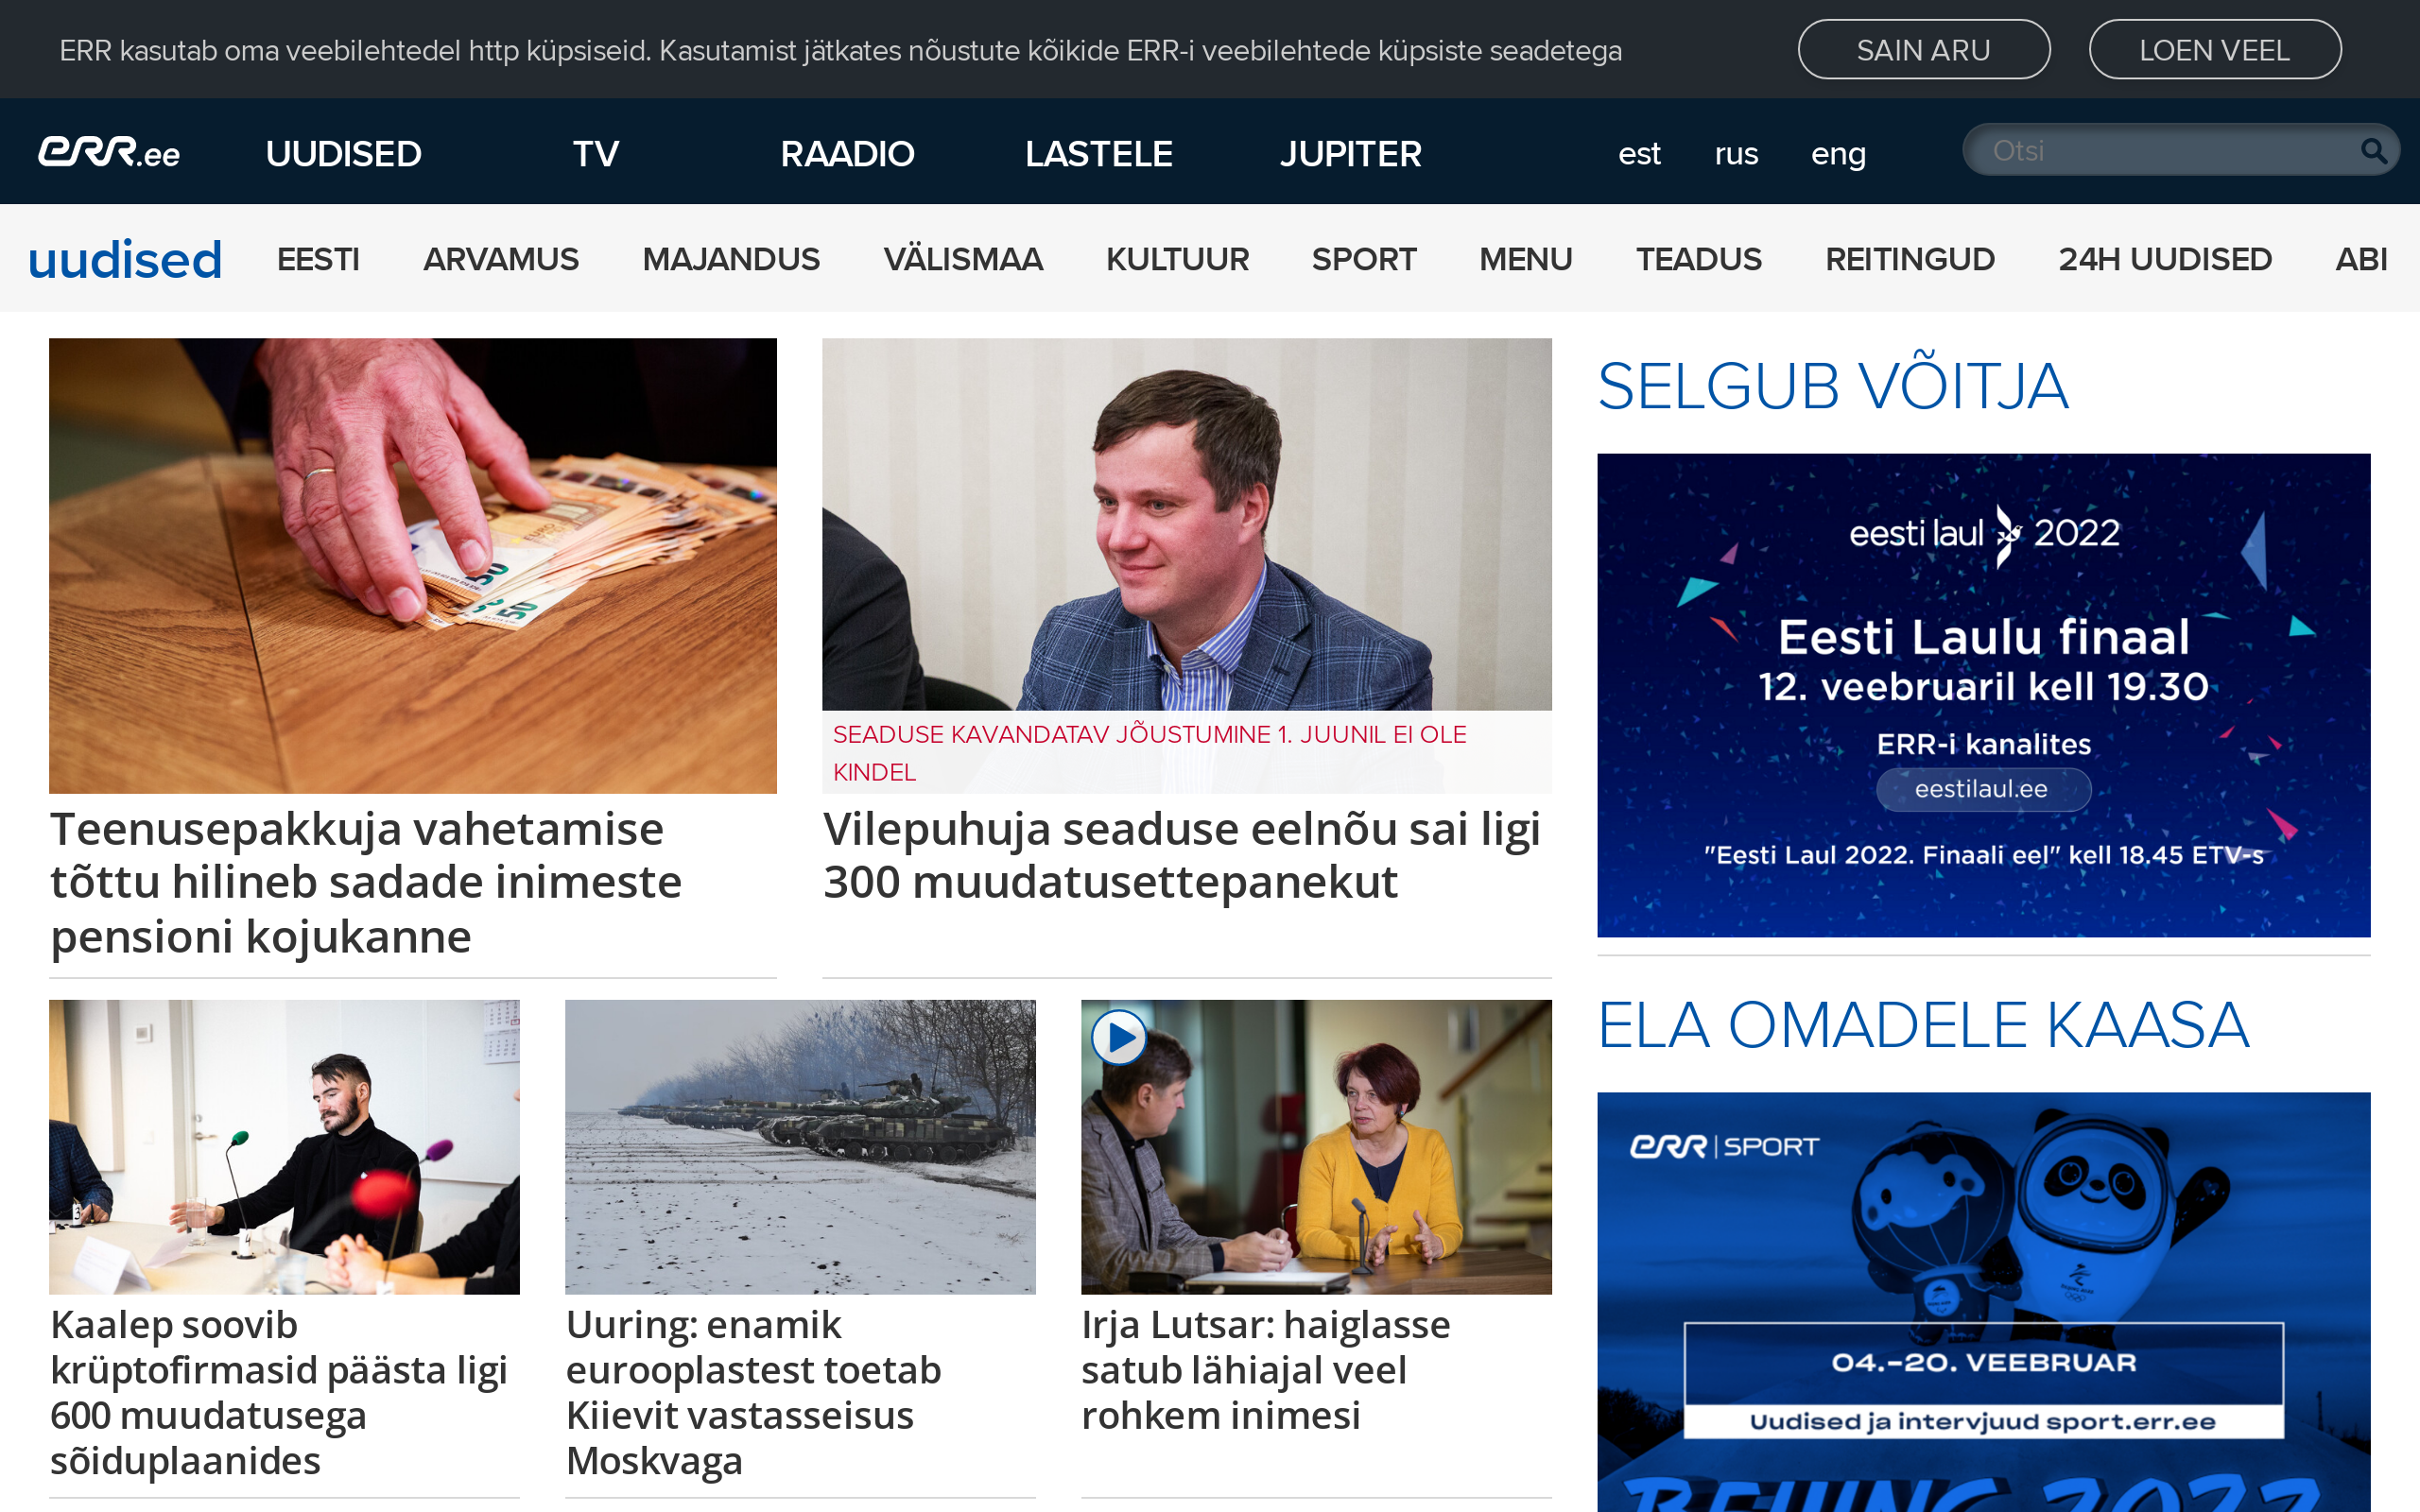 ERR kasutab oma veebilehtedel http küpsiseid. Kasutamist jätkates nõustute kõikide ERR-i veebilehtede küpsiste seadetega
SAIN ARU
LOEN VEEL
err.ee
UUDISED
TV
RAADIO
LASTELE
JUPITER
est
rus
eng
Otsi
uudised
EESTI
ARVAMUS
MAJANDUS
VÄLISMAA
KULTUUR
SPORT
MENU
TEADUS
REITINGUD
24H UUDISED
ABI
SEADUSE KAVANDATAV JÕUSTUMINE 1. JUUNIL EI OLE
KINDEL
Teenusepakkuja vahetamise
tõttu hilineb sadade inimeste
pensioni kojukanne
Vilepuhuja seaduse eelnõu sai ligi
300 muudatusettepanekut
SELGUB VÕITJA
eesti laul 2022
Eesti Laulu finaal
12. veebruaril kell 19.30
ERR-i kanalites
eestilaul.ee
"Eesti Laul 2022. Finaali eel" kell 18.45 ETV-s
Kaalep soovib
krüptofirmasid päästa ligi
600 muudatusega
sõiduplaanides
Uuring: enamik
eurooplastest toetab
Kiievit vastasseisus
Moskvaga
Irja Lutsar: haiglasse
satub lähiajal veel
rohkem inimesi
ELA OMADELE KAASA
err | SPORT
04.-20. VEEBRUAR
Uudised ja intervjuud sport.err.ee
BEIJING 2022